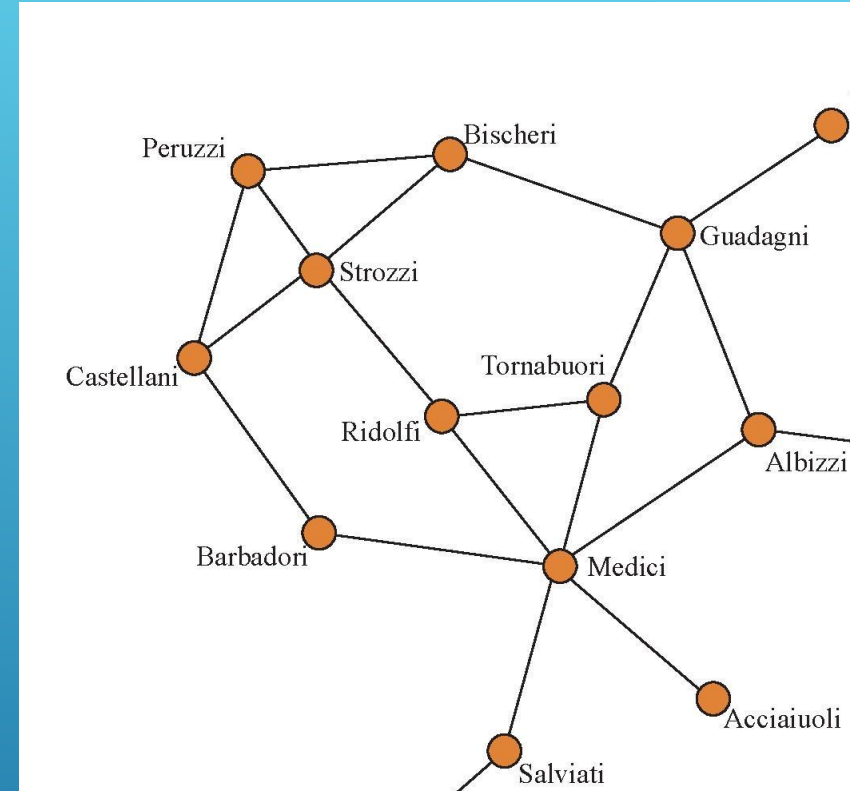 Bischeri
Peruzzi
Guadagni
Strozzi
Tornabuori
Castellani
Ridolfi
Albizzi
Barbadori
Medici
Acciaiuoli
Salviati